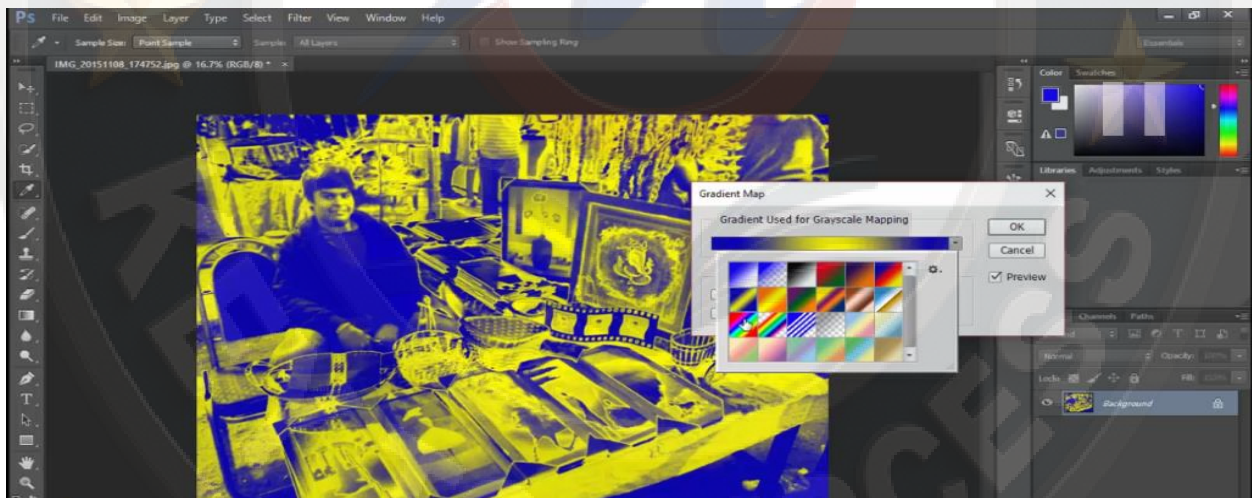 Ps File Edit Image Layer Type Select Filter View Window Help
Sample Size: Point Sample Sample: All Layers Show Sampling Ring Essentials
IMG_20151108_174752.jpg @ 16.7% (RGB/8) * ×
Color Swatches
Libraries Adjustments Styles
Gradient Map
Gradient Used for Grayscale Mapping
OK
Cancel
Preview
Channels Paths
Normal Opacity: 100%
Lock: Fill: 100%
Background